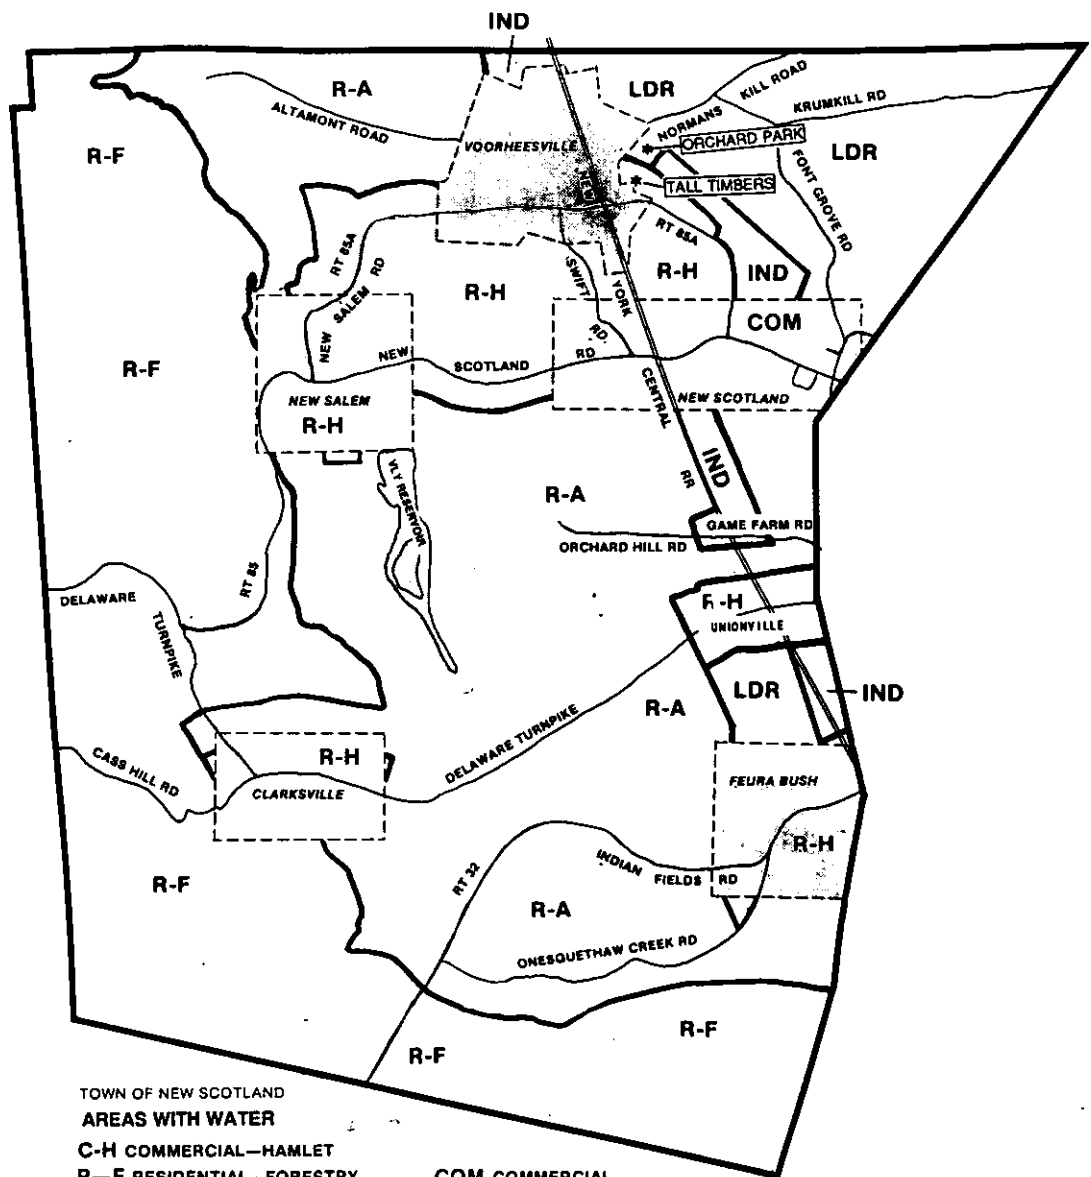 IND
R-A
LDR
KILL ROAD
NORMANS
KRUMKILL RD
ALTAMONT ROAD
VOORHEESVILLE
ORCHARD PARK
R-F
LDR
FONT GROVE RD
TALL TIMBERS
NEW
RT 85A
RT 85A
NEW SALEM RD
R-H
SWIFT RD.
YORK
R-H
IND
COM
R-F
NEW
SCOTLAND
RD
CENTRAL
NEW SALEM
NEW SCOTLAND
R-H
IND
VLY RESERVOIR
RR
R-A
GAME FARM RD
ORCHARD HILL RD
RT 85
DELAWARE
TURNPIKE
R-H
UNIONVILLE
LDR
IND
R-A
DELAWARE TURNPIKE
CASS HILL RD
R-H
CLARKSVILLE
FEURA BUSH
R-H
INDIAN
FIELDS RD
RT 32
R-F
R-A
ONESQUETHAW CREEK RD
R-F
R-F
TOWN OF NEW SCOTLAND
AREAS WITH WATER
C-H COMMERCIAL—HAMLET
R—F RESIDENTIAL - FORESTRY COM COMMERCIAL